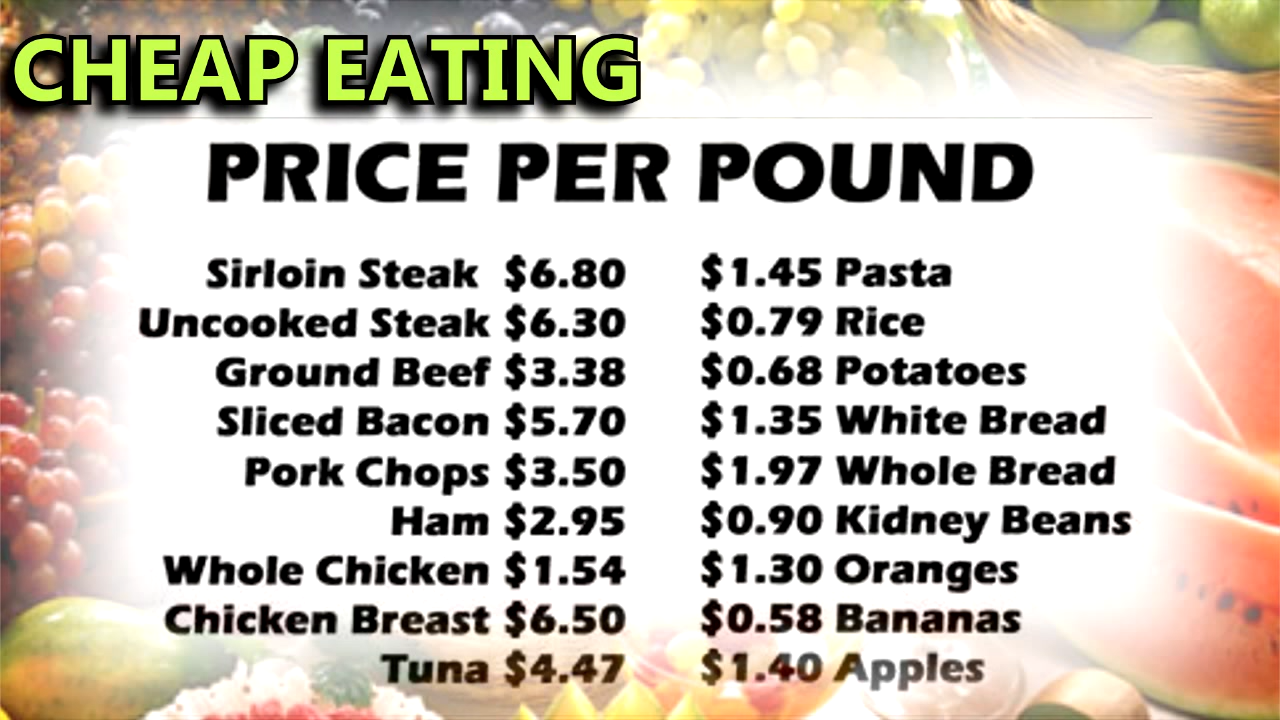 CHEAP EATING
PRICE PER POUND
Sirloin Steak $6.80
Uncooked Steak $6.30
Ground Beef $3.38
Sliced Bacon $5.70
Pork Chops $3.50
Ham $2.95
Whole Chicken $1.54
Chicken Breast $6.50
Tuna $4.47
$1.45 Pasta
$0.79 Rice
$0.68 Potatoes
$1.35 White Bread
$1.97 Whole Bread
$0.90 Kidney Beans
$1.30 Oranges
$0.58 Bananas
$1.40 Apples